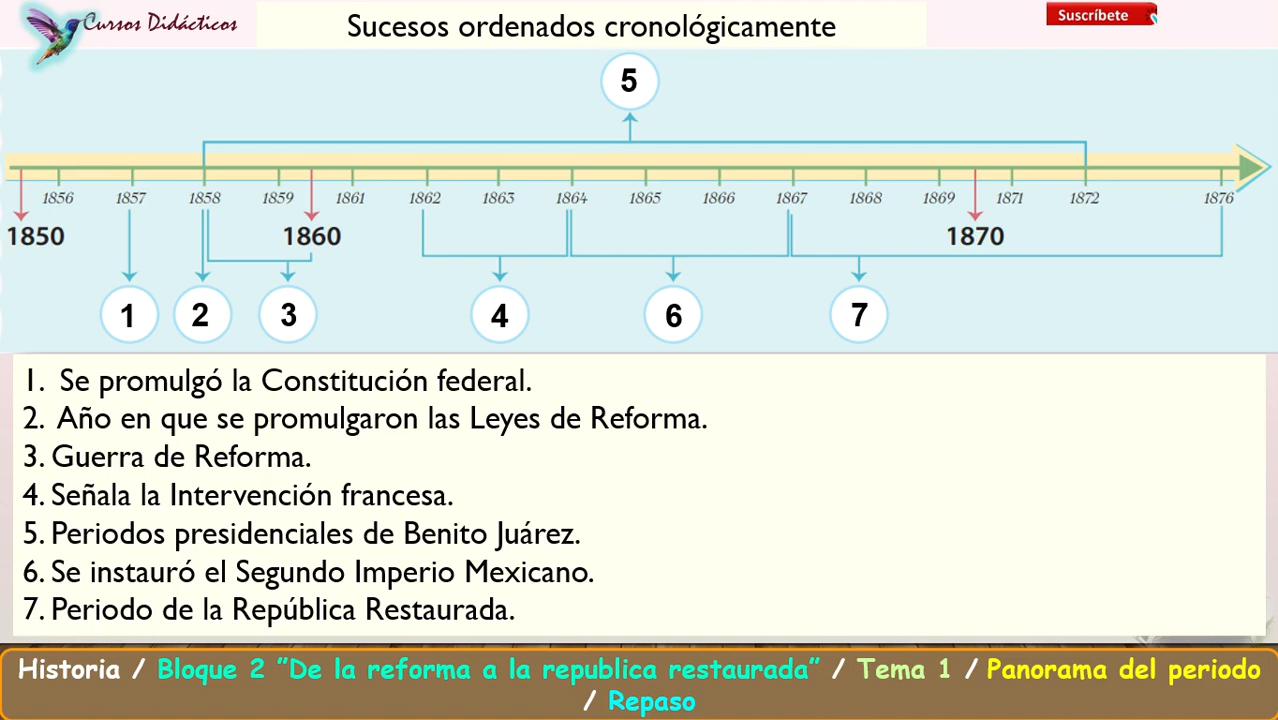 Cursos Didácticos
Sucesos ordenados cronológicamente
Suscríbete
5
1856 1857 1858 1859 1861 1862 1863 1864 1865 1866 1867 1868 1869 1871 1872 1876
1850 1860 1870
1 2 3 4 6 7
1. Se promulgó la Constitución federal.
2. Año en que se promulgaron las Leyes de Reforma.
3. Guerra de Reforma.
4. Señala la Intervención francesa.
5. Periodos presidenciales de Benito Juárez.
6. Se instauró el Segundo Imperio Mexicano.
7. Periodo de la República Restaurada.
Historia / Bloque 2 ”De la reforma a la republica restaurada” / Tema 1 / Panorama del periodo
/ Repaso